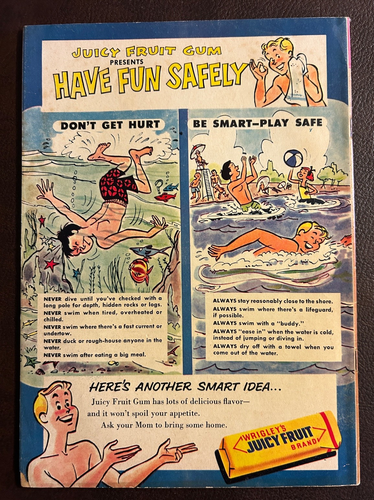 JUICY FRUIT GUM
PRESENTS
HAVE FUN SAFELY
DON'T GET HURT
NEVER dive until you've checked with a
long pole for depth, hidden rocks or logs.
NEVER swim when tired, overheated or
chilled.
NEVER swim where there's a fast current or
undertow.
NEVER duck or rough-house anyone in the
water.
NEVER swim after eating a big meal.
BE SMART—PLAY SAFE
ALWAYS stay reasonably close to the shore.
ALWAYS swim where there's a lifeguard,
if possible.
ALWAYS swim with a "buddy."
ALWAYS "ease in" when the water is cold,
instead of jumping or diving in.
ALWAYS dry off with a towel when you
come out of the water.
HERE'S ANOTHER SMART IDEA...
Juicy Fruit Gum has lots of delicious flavor—
and it won't spoil your appetite.
Ask your Mom to bring some home.
WRIGLEY'S
JUICY FRUIT
BRAND